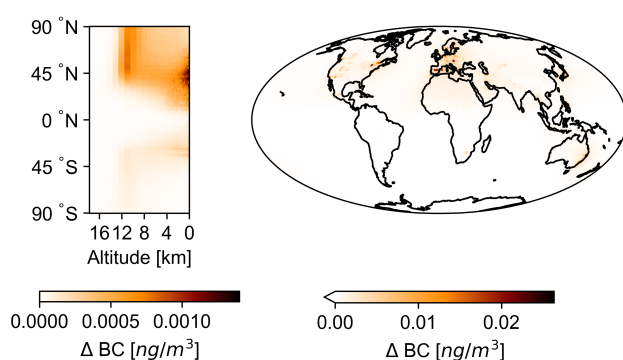 90 °N
45 °N
0 °N
45 °S
90 °S
16 12 8 4 0
Altitude [km]
0.0000 0.0005 0.0010
Δ BC [ng/m³]
0.00 0.01 0.02
Δ BC [ng/m³]